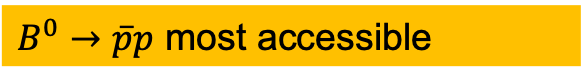 B⁰ → p̄p most accessible